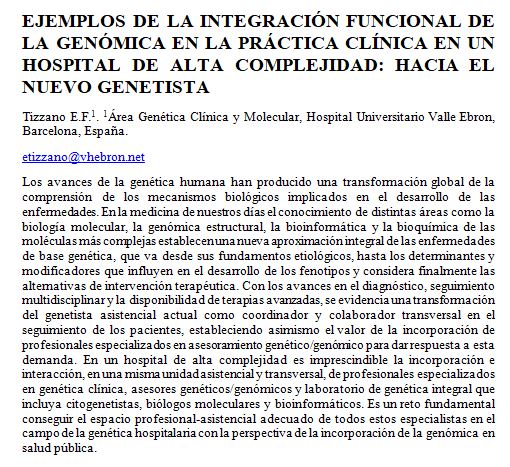 EJEMPLOS DE LA INTEGRACIÓN FUNCIONAL DE
LA GENÓMICA EN LA PRÁCTICA CLÍNICA EN UN
HOSPITAL DE ALTA COMPLEJIDAD: HACIA EL
NUEVO GENETISTA
Tizzano E.F.¹. ¹Área Genética Clínica y Molecular, Hospital Universitario Valle Ebron,
Barcelona, España.
etizzano@vhebron.net
Los avances de la genética humana han producido una transformación global de la
comprensión de los mecanismos biológicos implicados en el desarrollo de las
enfermedades. En la medicina de nuestros días el conocimiento de distintas áreas como la
biología molecular, la genómica estructural, la bioinformática y la bioquímica de las
moléculas más complejas establecen una nueva aproximación integral de las enfermedades
de base genética, que va desde sus fundamentos etiológicos, hasta los determinantes y
modificadores que influyen en el desarrollo de los fenotipos y considera finalmente las
alternativas de intervención terapéutica. Con los avances en el diagnóstico, seguimiento
multidisciplinar y la disponibilidad de terapias avanzadas, se evidencia una transformación
del genetista asistencial actual como coordinador y colaborador transversal en el
seguimiento de los pacientes, estableciendo asimismo el valor de la incorporación de
profesionales especializados en asesoramiento genético/genómico para dar respuesta a esta
demanda. En un hospital de alta complejidad es imprescindible la incorporación e
interacción, en una misma unidad asistencial y transversal, de profesionales especializados
en genética clínica, asesores genéticos/genómicos y laboratorio de genética integral que
incluya citogenetistas, biólogos moleculares y bioinformáticos. Es un reto fundamental
conseguir el espacio profesional-asistencial adecuado de todos estos especialistas en el
campo de la genética hospitalaria con la perspectiva de la incorporación de la genómica en
salud pública.